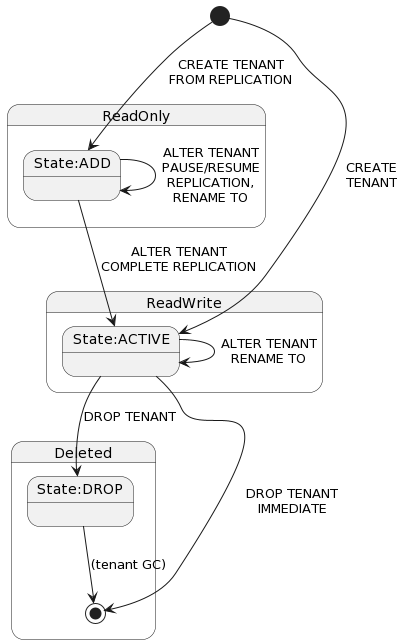 CREATE TENANT
FROM REPLICATION
ReadOnly
State:ADD
ALTER TENANT
PAUSE/RESUME
REPLICATION,
RENAME TO
CREATE
TENANT
ALTER TENANT
COMPLETE REPLICATION
ReadWrite
State:ACTIVE
ALTER TENANT
RENAME TO
DROP TENANT
Deleted
State:DROP
DROP TENANT
IMMEDIATE
(tenant GC)